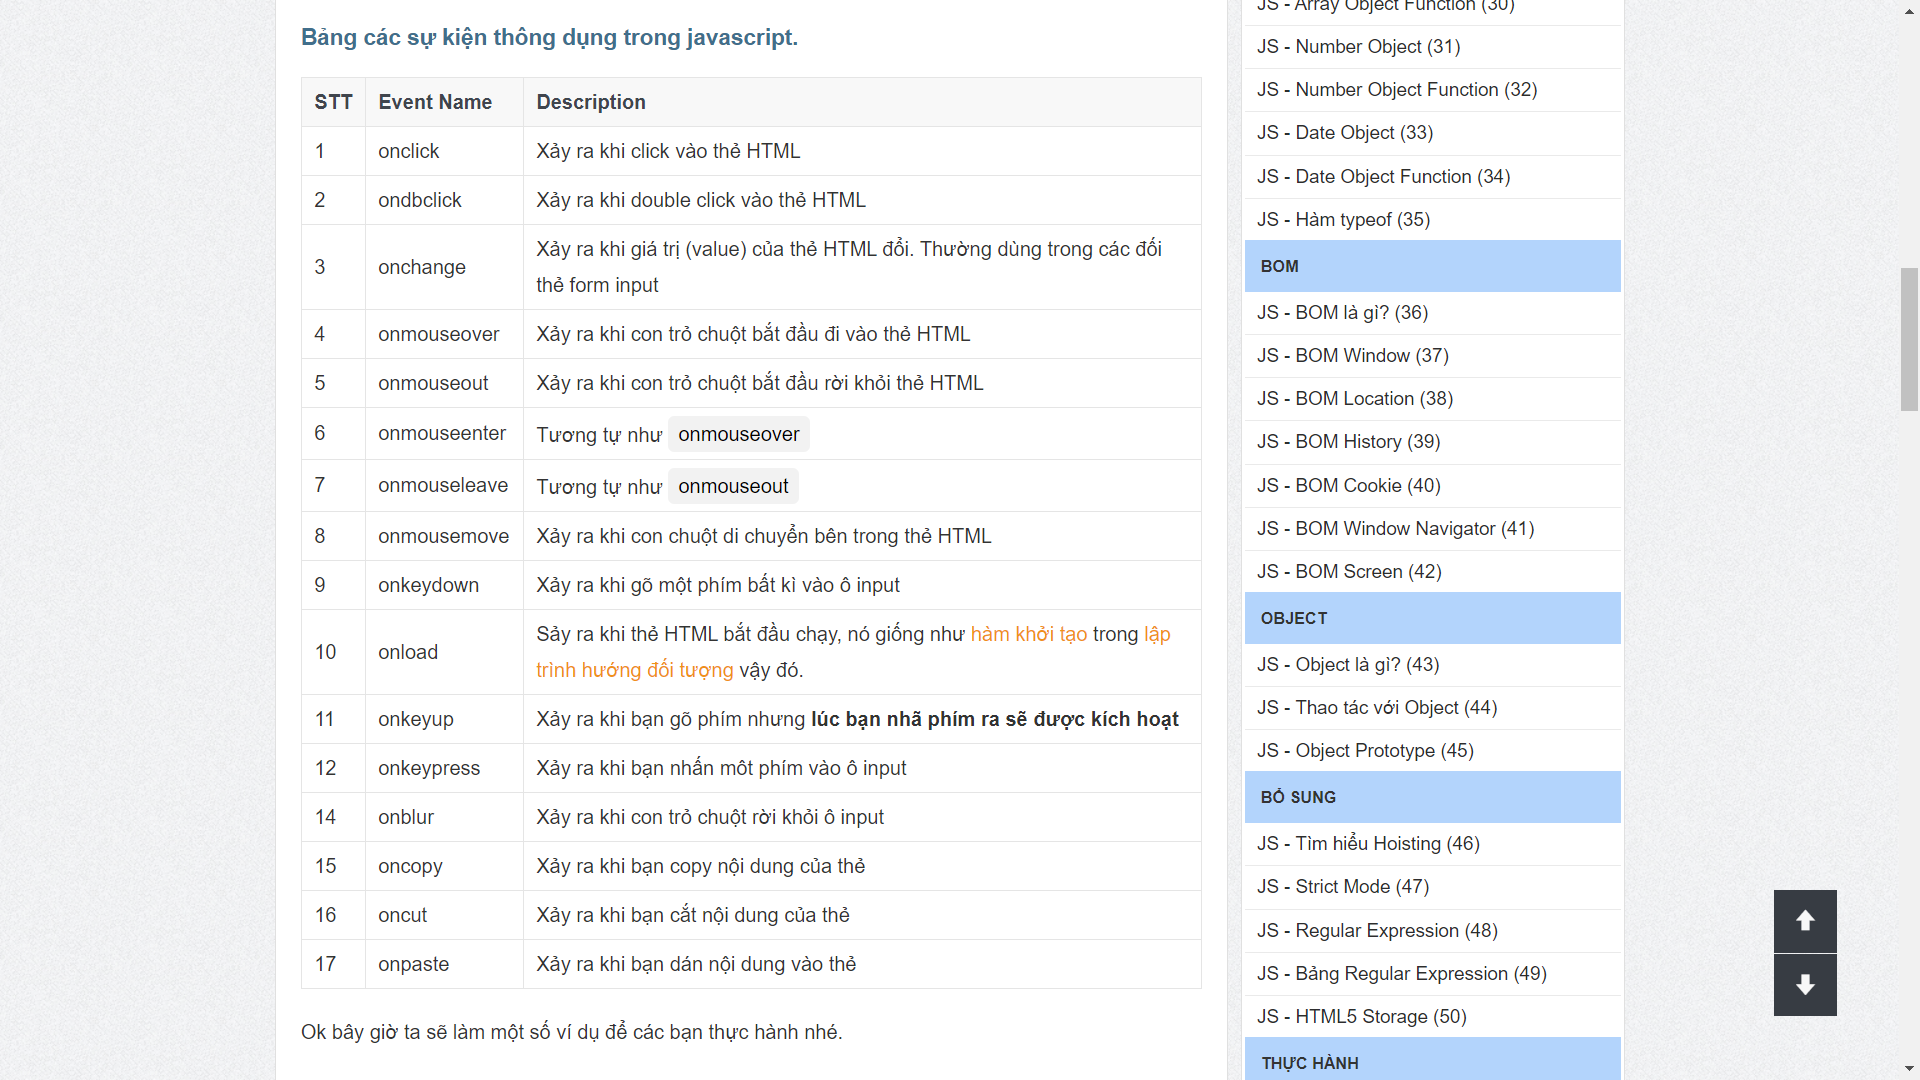 Bảng các sự kiện thông dụng trong javascript.
STT Event Name Description
1 onclick Xảy ra khi click vào thẻ HTML
2 ondbclick Xảy ra khi double click vào thẻ HTML
3 onchange Xảy ra khi giá trị (value) của thẻ HTML đổi. Thường dùng trong các đối
thẻ form input
4 onmouseover Xảy ra khi con trỏ chuột bắt đầu đi vào thẻ HTML
5 onmouseout Xảy ra khi con trỏ chuột bắt đầu rời khỏi thẻ HTML
6 onmouseenter Tương tự như onmouseover
7 onmouseleave Tương tự như onmouseout
8 onmousemove Xảy ra khi con chuột di chuyển bên trong thẻ HTML
9 onkeydown Xảy ra khi gõ một phím bất kì vào ô input
10 onload Sảy ra khi thẻ HTML bắt đầu chạy, nó giống như hàm khởi tạo trong lập
trình hướng đối tượng vậy đó.
11 onkeyup Xảy ra khi bạn gõ phím nhưng lúc bạn nhã phím ra sẽ được kích hoạt
12 onkeypress Xảy ra khi bạn nhấn môt phím vào ô input
14 onblur Xảy ra khi con trỏ chuột rời khỏi ô input
15 oncopy Xảy ra khi bạn copy nội dung của thẻ
16 oncut Xảy ra khi bạn cắt nội dung của thẻ
17 onpaste Xảy ra khi bạn dán nội dung vào thẻ
Ok bây giờ ta sẽ làm một số ví dụ để các bạn thực hành nhé.
JS - Array Object Function (30)
JS - Number Object (31)
JS - Number Object Function (32)
JS - Date Object (33)
JS - Date Object Function (34)
JS - Hàm typeof (35)
BOM
JS - BOM là gì? (36)
JS - BOM Window (37)
JS - BOM Location (38)
JS - BOM History (39)
JS - BOM Cookie (40)
JS - BOM Window Navigator (41)
JS - BOM Screen (42)
OBJECT
JS - Object là gì? (43)
JS - Thao tác với Object (44)
JS - Object Prototype (45)
BỔ SUNG
JS - Tìm hiểu Hoisting (46)
JS - Strict Mode (47)
JS - Regular Expression (48)
JS - Bảng Regular Expression (49)
JS - HTML5 Storage (50)
THỰC HÀNH